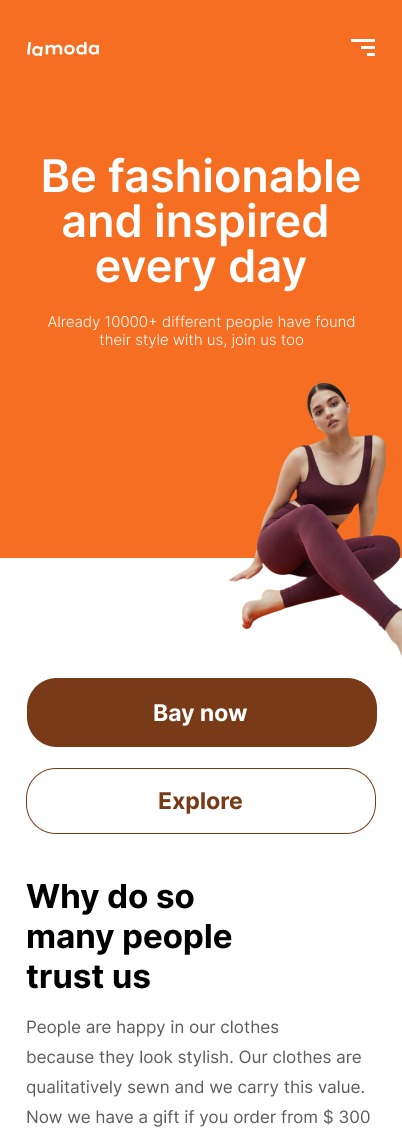 lamoda
Be fashionable
and inspired
every day
Already 10000+ different people have found
their style with us, join us too
Bay now
Explore
Why do so
many people
trust us
People are happy in our clothes
because they look stylish. Our clothes are
qualitatively sewn and we carry this value.
Now we have a gift if you order from $ 300